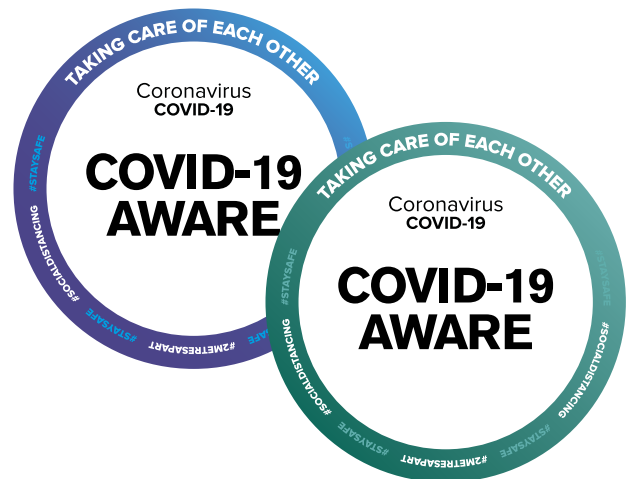 TAKING CARE OF EACH OTHER
Coronavirus
COVID-19
COVID-19
AWARE
#STAYSAFE
#SOCIALDISTANCING
#STAYSAFE
#2METRESAPART
TAKING CARE OF EACH OTHER
Coronavirus
COVID-19
COVID-19
AWARE
#STAYSAFE
#SOCIALDISTANCING
#STAYSAFE
#2METRESAPART
#STAYSAFE
#SOCIALDISTANCING
#STAYSAFE